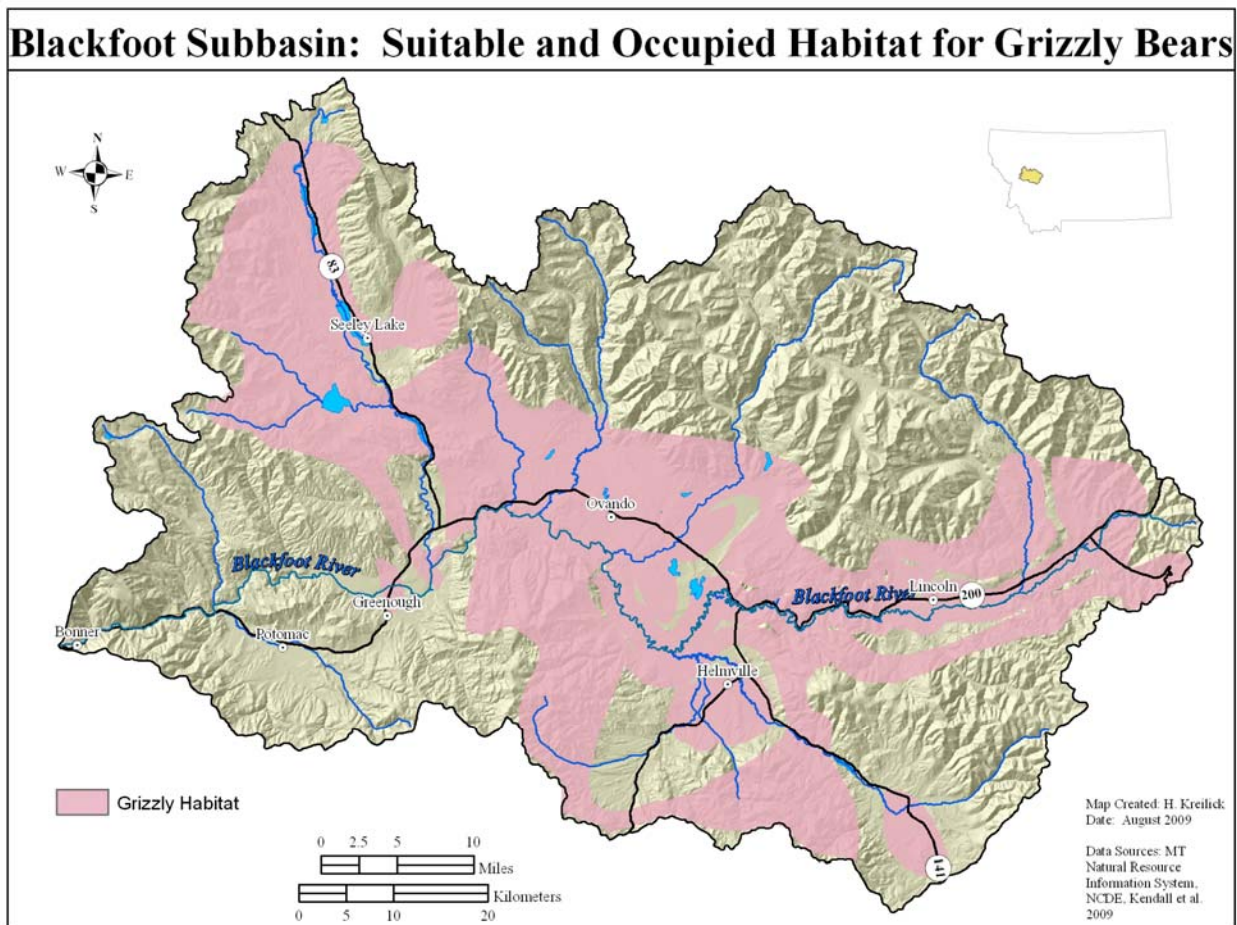 Blackfoot Subbasin: Suitable and Occupied Habitat for Grizzly Bears
N
W E
S
83
Seeley Lake
Ovando
Blackfoot River
Greenough
Blackfoot River
Lincoln
200
Bonner
Potomac
Helmville
141
Grizzly Habitat
0 2.5 5 10
Miles
Kilometers
0 5 10 20
Map Created: H. Kreilick
Date: August 2009
Data Sources: MT
Natural Resource
Information System,
NCDE, Kendall et al.
2009